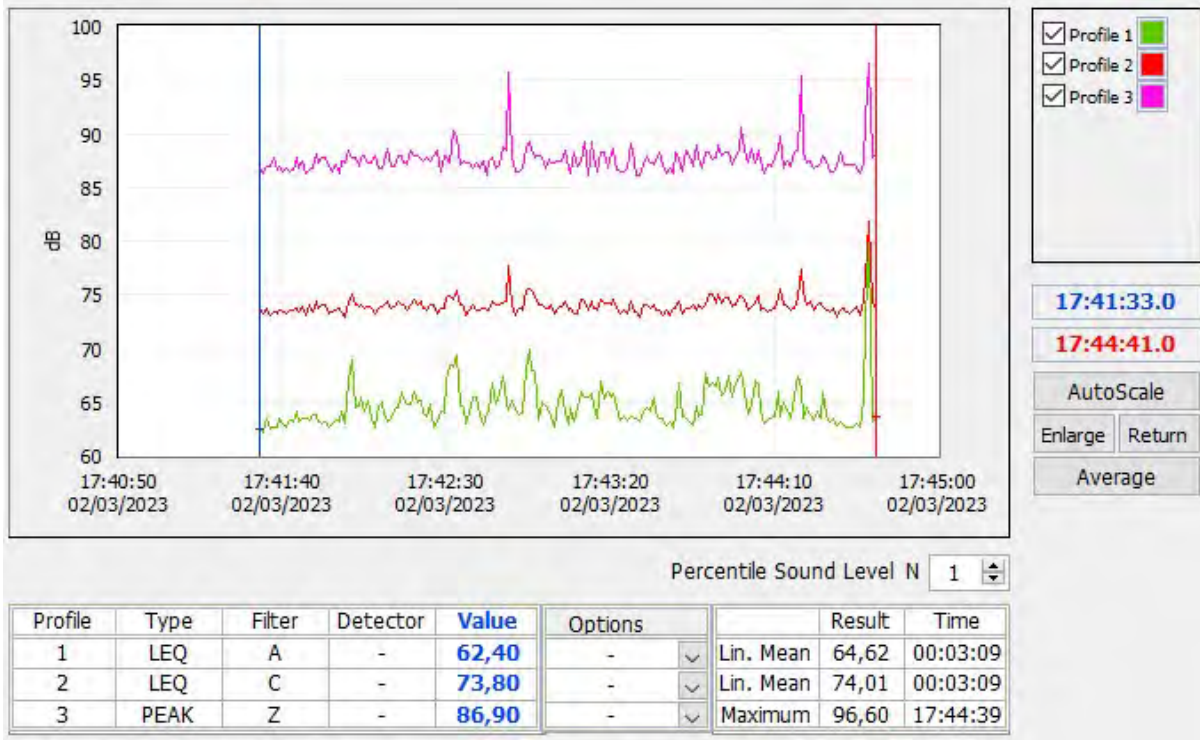 100
95
90
85
80
75
70
65
60
dB
17:40:50 17:41:40 17:42:30 17:43:20 17:44:10 17:45:00
02/03/2023 02/03/2023 02/03/2023 02/03/2023 02/03/2023 02/03/2023
Profile 1
Profile 2
Profile 3
17:41:33.0
17:44:41.0
AutoScale
Enlarge Return
Average
Percentile Sound Level N 1
Profile Type Filter Detector Value Options Result Time
1 LEQ A - 62,40 - Lin. Mean 64,62 00:03:09
2 LEQ C - 73,80 - Lin. Mean 74,01 00:03:09
3 PEAK Z - 86,90 - Maximum 96,60 17:44:39